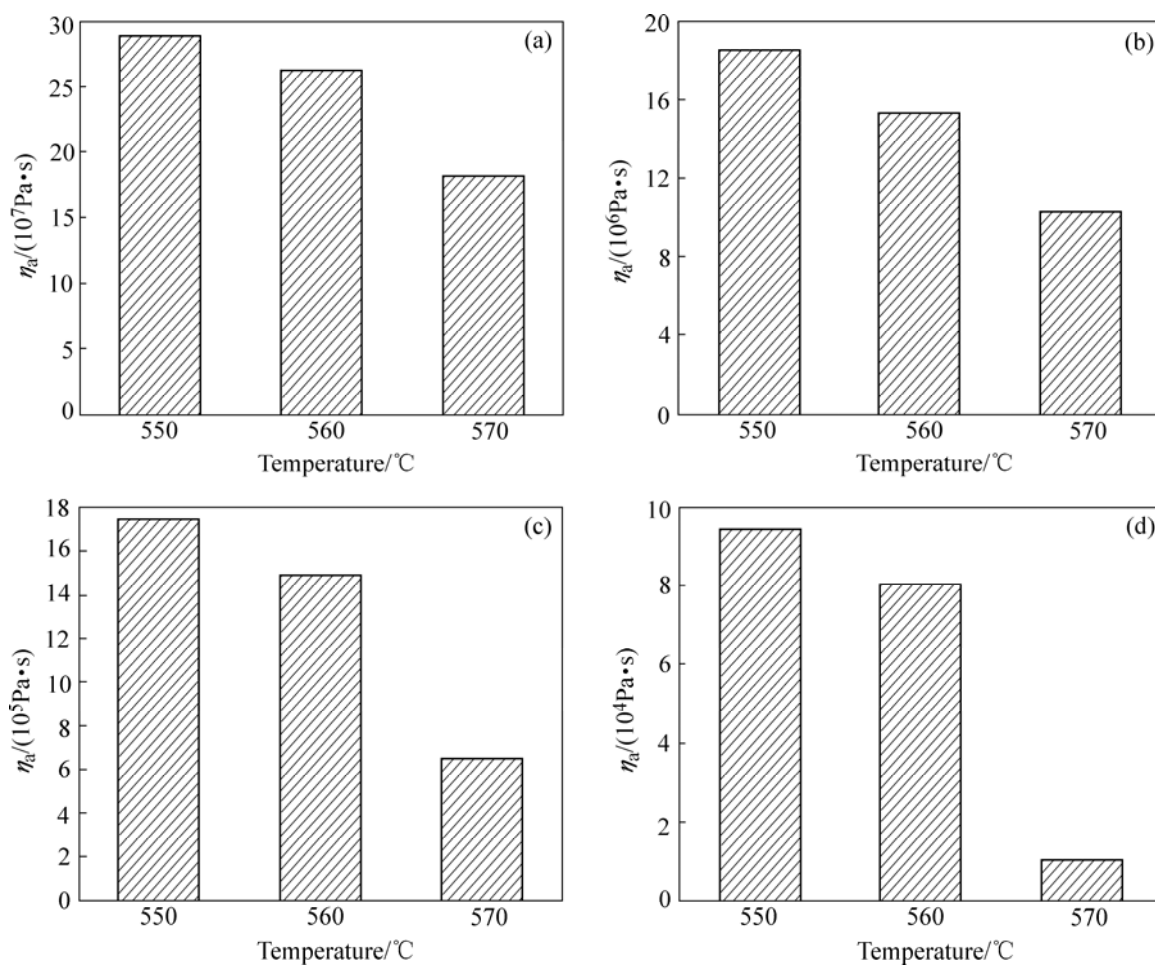 (a)
30
25
20
15
10
5
0
ηa/(10⁷Pa•s)
550 560 570
Temperature/℃
(b)
20
16
12
8
4
0
ηa/(10⁶Pa•s)
550 560 570
Temperature/℃
(c)
18
16
14
12
10
8
6
4
2
0
ηa/(10⁵Pa•s)
550 560 570
Temperature/℃
(d)
10
8
6
4
2
0
ηa/(10⁴Pa•s)
550 560 570
Temperature/℃